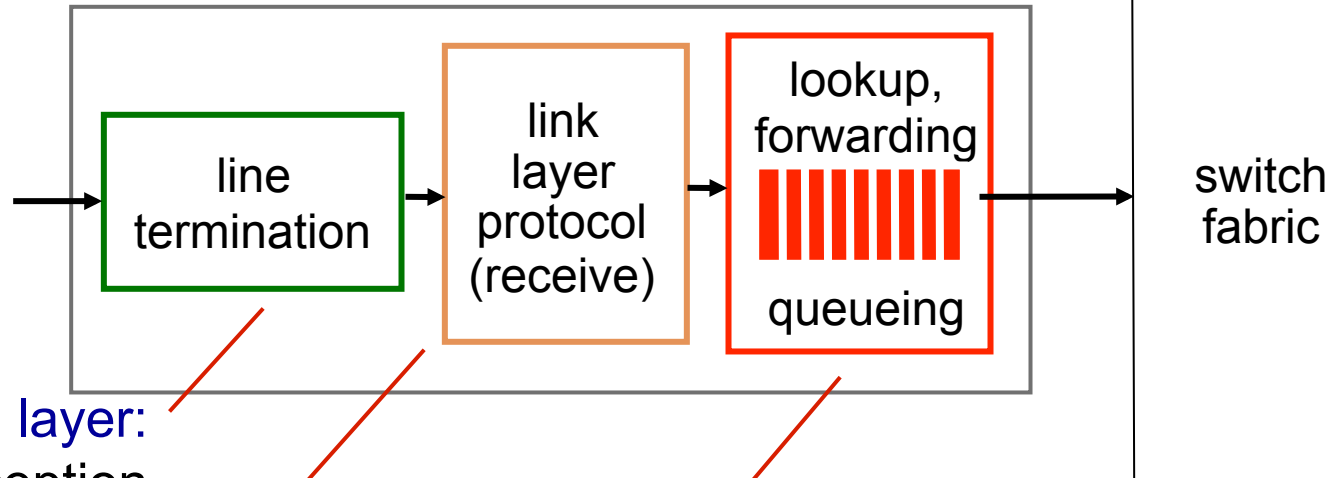 line
termination
link
layer
protocol
(receive)
lookup,
forwarding
queueing
switch
fabric
layer: